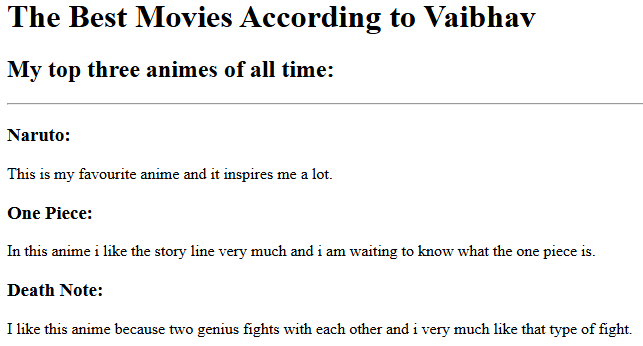 The Best Movies According to Vaibhav
My top three animes of all time:
Naruto:
This is my favourite anime and it inspires me a lot.
One Piece:
In this anime i like the story line very much and i am waiting to know what the one piece is.
Death Note:
I like this anime because two genius fights with each other and i very much like that type of fight.